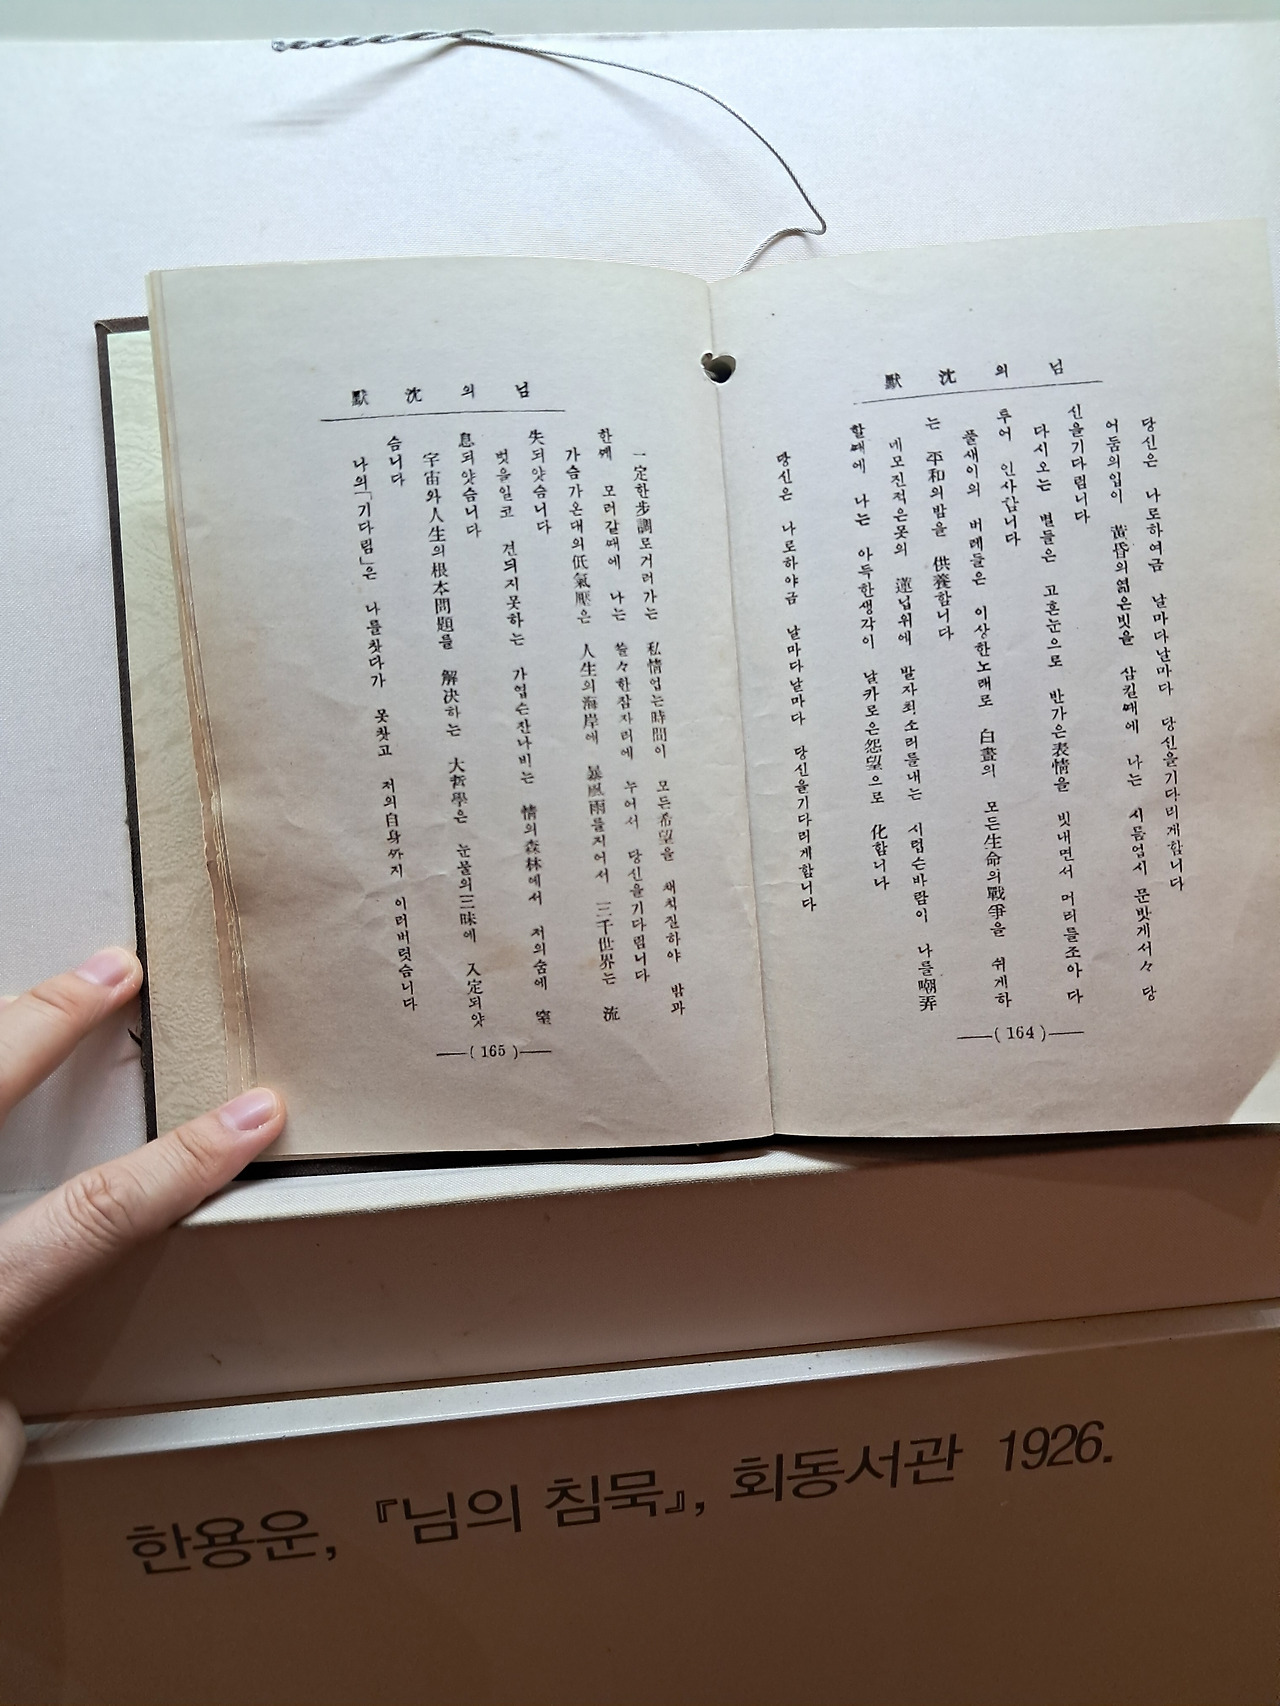 님의沈默
당신은 나로하여금 날마다날마다 당신을기다리게합니다
어둠의입이 黃昏의엷은빗을 삼킬ᄯᅢ에 나는 시름업시 문밧게서々 당
신을기다림니다
다시오는 별들은 고흔눈으로 반가은表情을 빗내면서 머리를조아 다
투어 인사합니다
풀새이의 버레들은 이상한노래로 白晝의 모든生命의戰爭을 쉬게하
는 平和의밤을 供養합니다
네모진적은못의 蓮닙위에 발자최소리를내는 시럽슨바람이 나를嘲弄
할ᄯᅢ에 나는 아득한생각이 날카로은怨望으로 化합니다
당신은 나로하야금 날마다날마다 당신을기다리게합니다
—( 164 )—
님의沈默
一定한步調로거러가는 私情업는時間이 모든希望을 채칙질하야 밤과
한ᄭᅦ 모러갈ᄯᅢ에 나는 쓸々한잠자리에 누어서 당신을기다림니다
가슴가온대의低氣壓은 人生의海岸에 暴風雨를지어서 三千世界는 流
失되얏슴니다
벗을일코 견듸지못하는 가엽슨잔나비는 情의森林에서 저의숨에 窒
息되얏슴니다
宇宙와人生의根本問題를 解決하는 大哲學은 눈물의三昧에 入定되얏
슴니다
나의「기다림」은 나를찻다가 못찻고 저의自身ᄭᅡ지 이러버렷슴니다
—( 165 )—
한용운, 『님의 침묵』, 회동서관 1926.